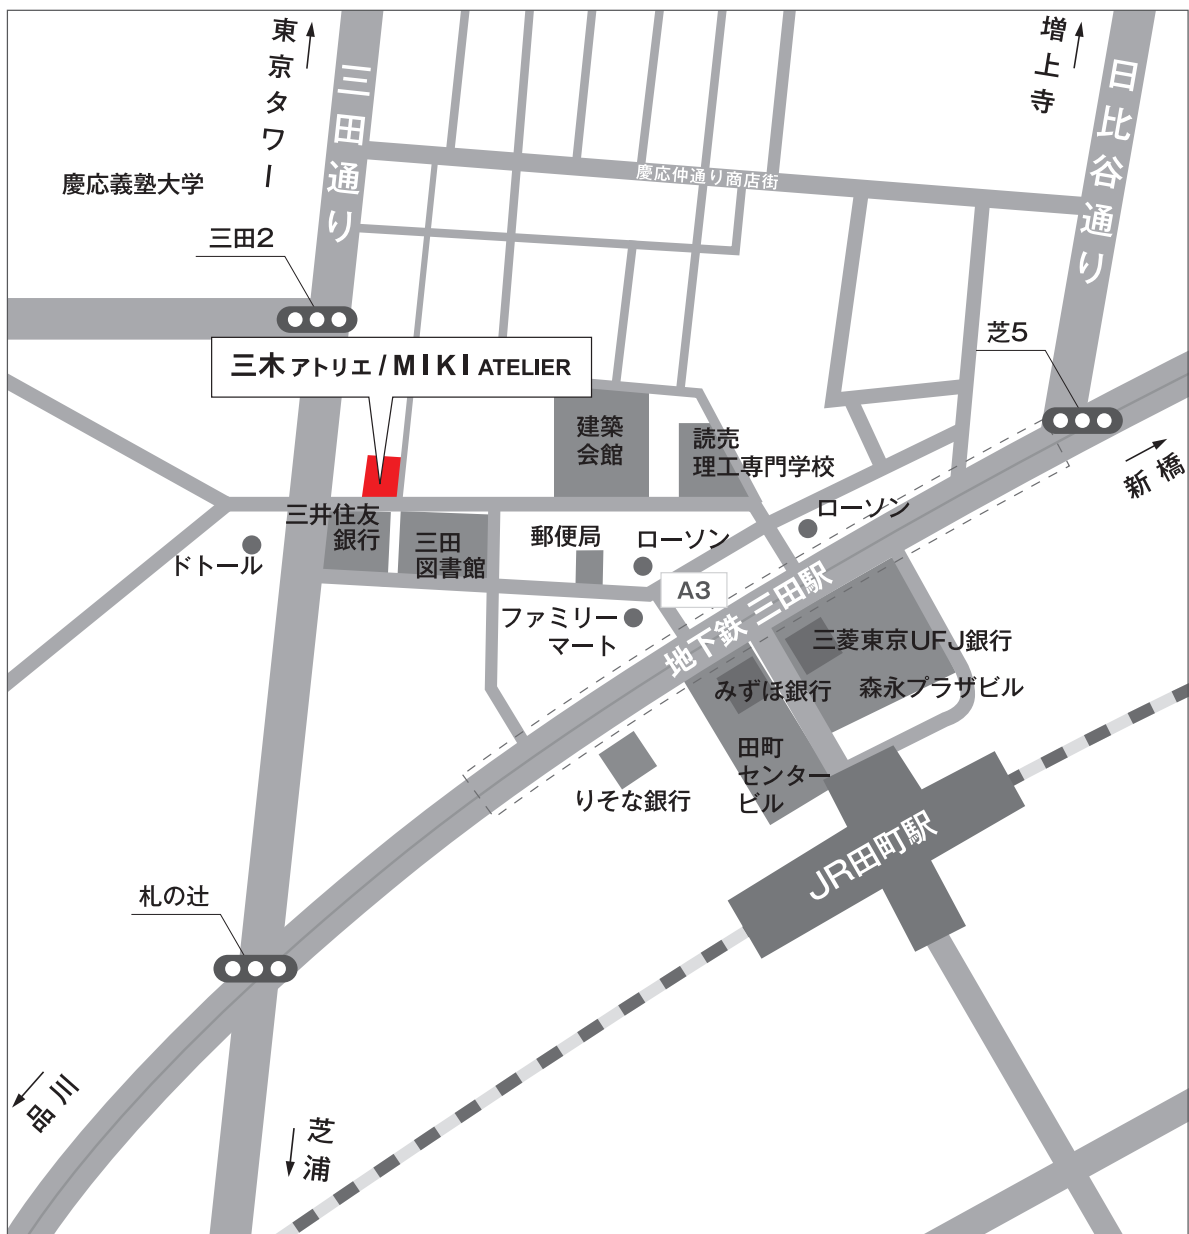 東京タワー
三田通り
増上寺
日比谷通り
慶応義塾大学
慶応仲通り商店街
三田2
芝5
三木 アトリエ / MIKI ATELIER
建築
会館
読売
理工専門学校
新橋
三井住友
銀行
三田
図書館
郵便局
ローソン
ローソン
ドトール
A3
ファミリー
マート
地下鉄 三田駅
三菱東京UFJ銀行
みずほ銀行
森永プラザビル
田町
センター
ビル
りそな銀行
JR田町駅
札の辻
品川
芝浦